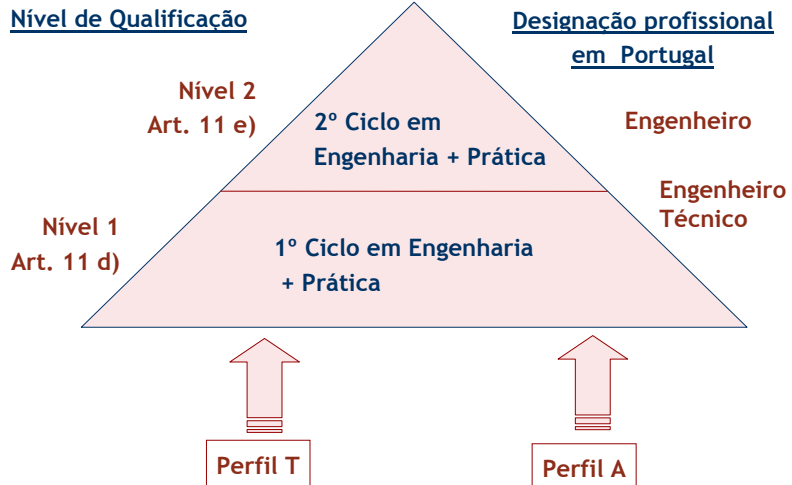 Nível de Qualificação
Designação profissional
em Portugal
Nível 2
Art. 11 e)
2º Ciclo em
Engenharia + Prática
Engenheiro
Engenheiro
Técnico
Nível 1
Art. 11 d)
1º Ciclo em Engenharia
+ Prática
Perfil T
Perfil A